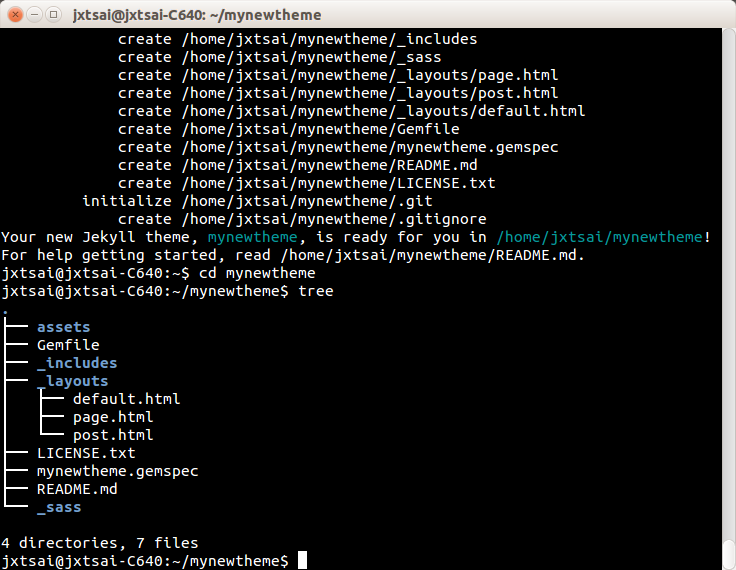 jxtsai@jxtsai-C640: ~/mynewtheme
create /home/jxtsai/mynewtheme/_includes
create /home/jxtsai/mynewtheme/_sass
create /home/jxtsai/mynewtheme/_layouts/page.html
create /home/jxtsai/mynewtheme/_layouts/post.html
create /home/jxtsai/mynewtheme/_layouts/default.html
create /home/jxtsai/mynewtheme/Gemfile
create /home/jxtsai/mynewtheme/mynewtheme.gemspec
create /home/jxtsai/mynewtheme/README.md
create /home/jxtsai/mynewtheme/LICENSE.txt
initialize /home/jxtsai/mynewtheme/.git
create /home/jxtsai/mynewtheme/.gitignore
Your new Jekyll theme, mynewtheme, is ready for you in /home/jxtsai/mynewtheme!
For help getting started, read /home/jxtsai/mynewtheme/README.md.
jxtsai@jxtsai-C640:~$ cd mynewtheme
jxtsai@jxtsai-C640:~/mynewtheme$ tree
.
├── assets
├── Gemfile
├── _includes
├── _layouts
│   ├── default.html
│   ├── page.html
│   └── post.html
├── LICENSE.txt
├── mynewtheme.gemspec
├── README.md
└── _sass
4 directories, 7 files
jxtsai@jxtsai-C640:~/mynewtheme$